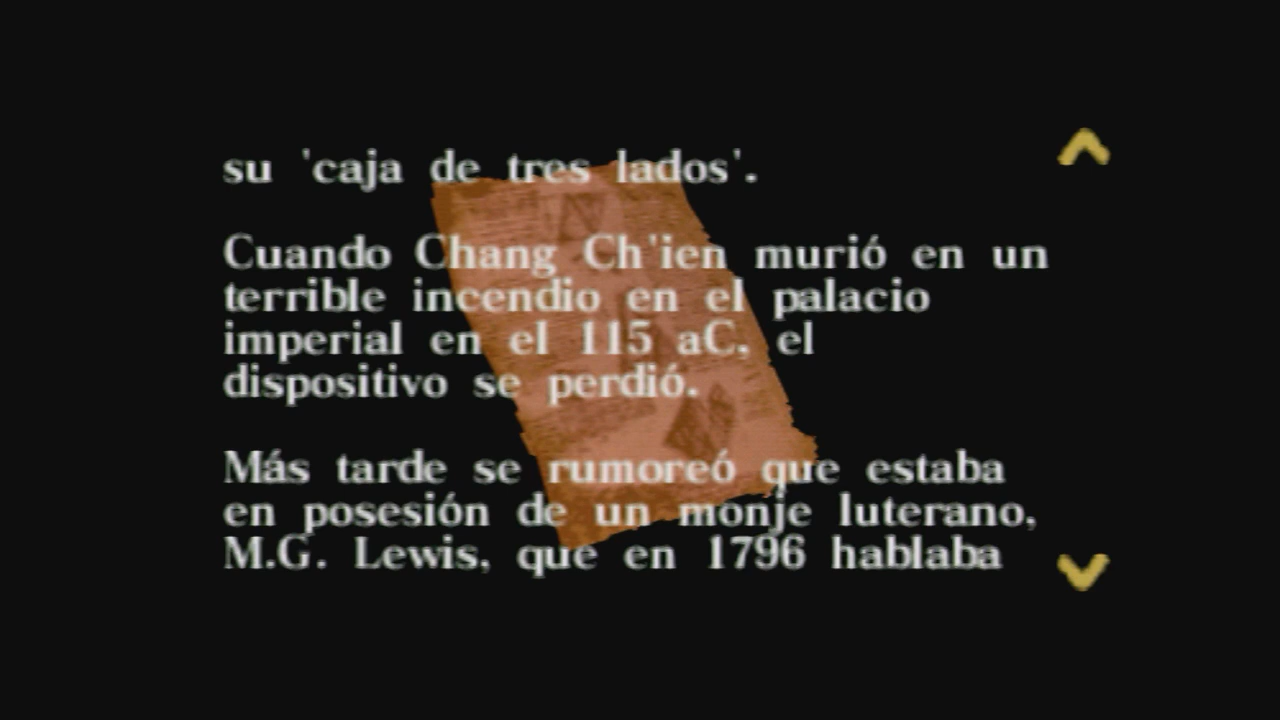 su 'caja de tres lados'.
Cuando Chang Ch'ien murió en un
terrible incendio en el palacio
imperial en el 115 aC, el
dispositivo se perdió.
Más tarde se rumoreó que estaba
en posesión de un monje luterano,
M.G. Lewis, que en 1796 hablaba